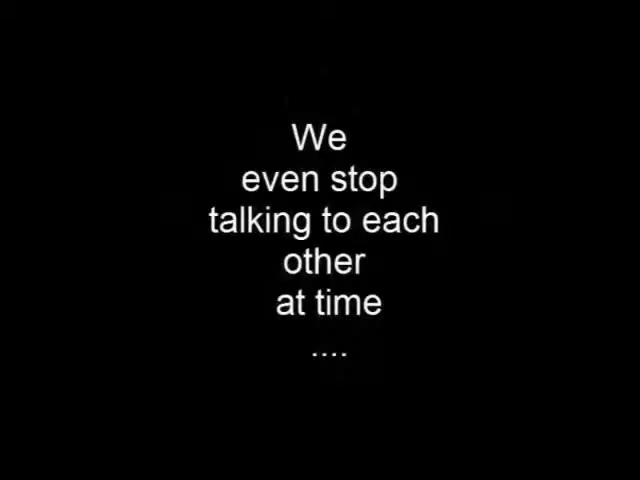 We
even stop
talking to each
other
at time
....